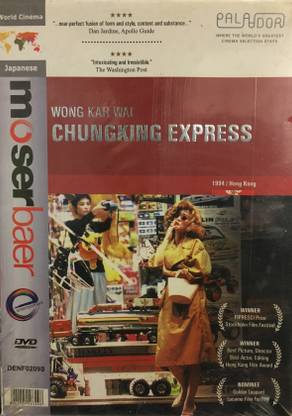 World Cinema
★★★★
"...near-perfect fusion of form and style, content and substance..."
Dan Jardine, Apollo Guide
★★★★
"Intoxicating and Irresistible."
The Washington Post
PALADOR
WHERE THE WORLD'S GREATEST
CINEMA SELECTION STAYS
Japanese
moserbaer
WONG KAR WAI
CHUNGKING EXPRESS
1994 / Hong Kong
WINNER
FIPRESCI Prize
Stockholm Film Festival
WINNER
Best Picture, Director
Best Actor, Editing
Hong Kong Film Award
NOMINEE
Golden Leopard
Locarno Film Festival
DVD
DENF02090